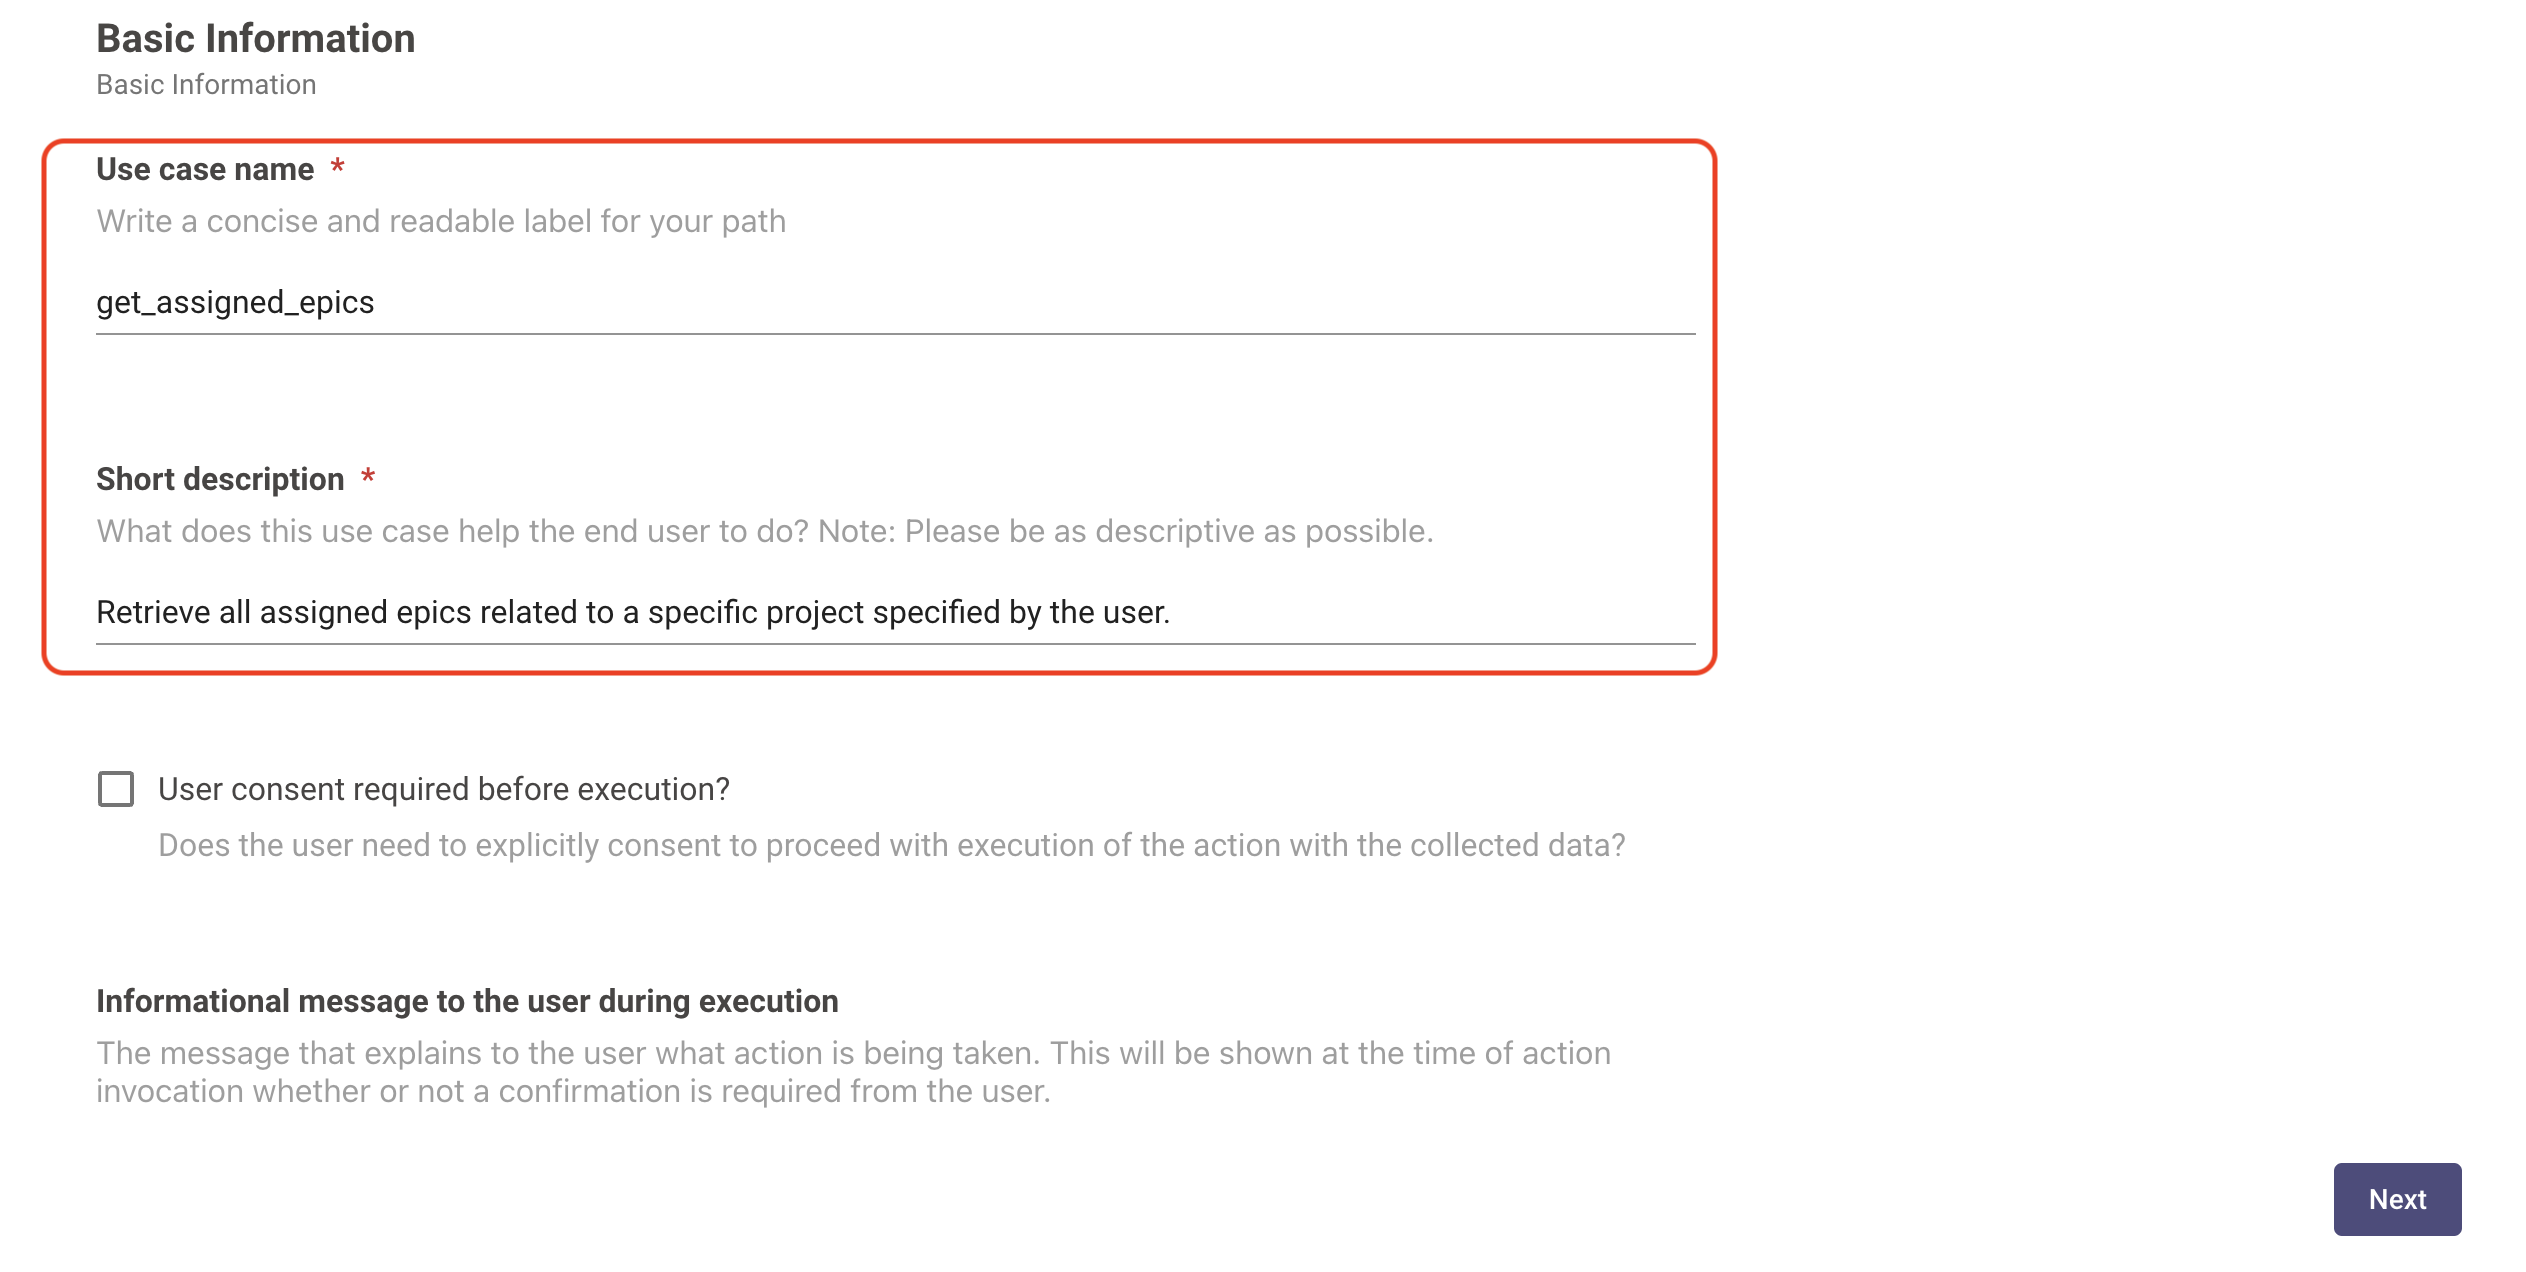 Basic Information
Basic Information
Use case name *
Write a concise and readable label for your path
get_assigned_epics
Short description *
What does this use case help the end user to do? Note: Please be as descriptive as possible.
Retrieve all assigned epics related to a specific project specified by the user.
User consent required before execution?
Does the user need to explicitly consent to proceed with execution of the action with the collected data?
Informational message to the user during execution
The message that explains to the user what action is being taken. This will be shown at the time of action
invocation whether or not a confirmation is required from the user.
Next